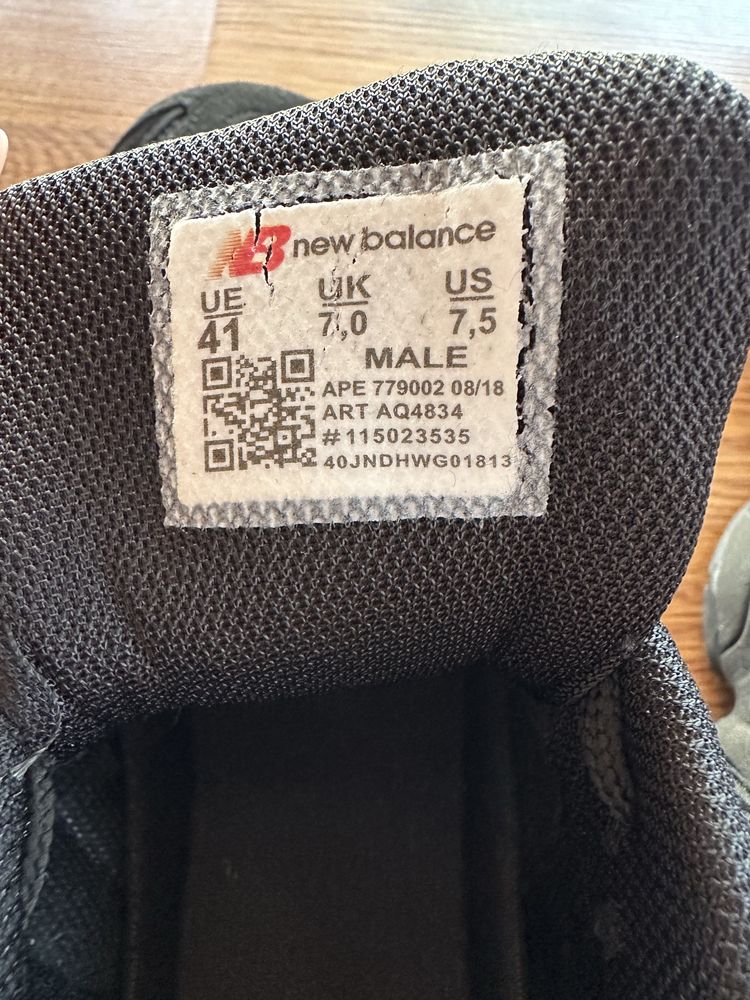 NB new balance
UE UK US
41 7,0 7,5
MALE
APE 779002 08/18
ART AQ4834
#115023535
40JNDHWG01813